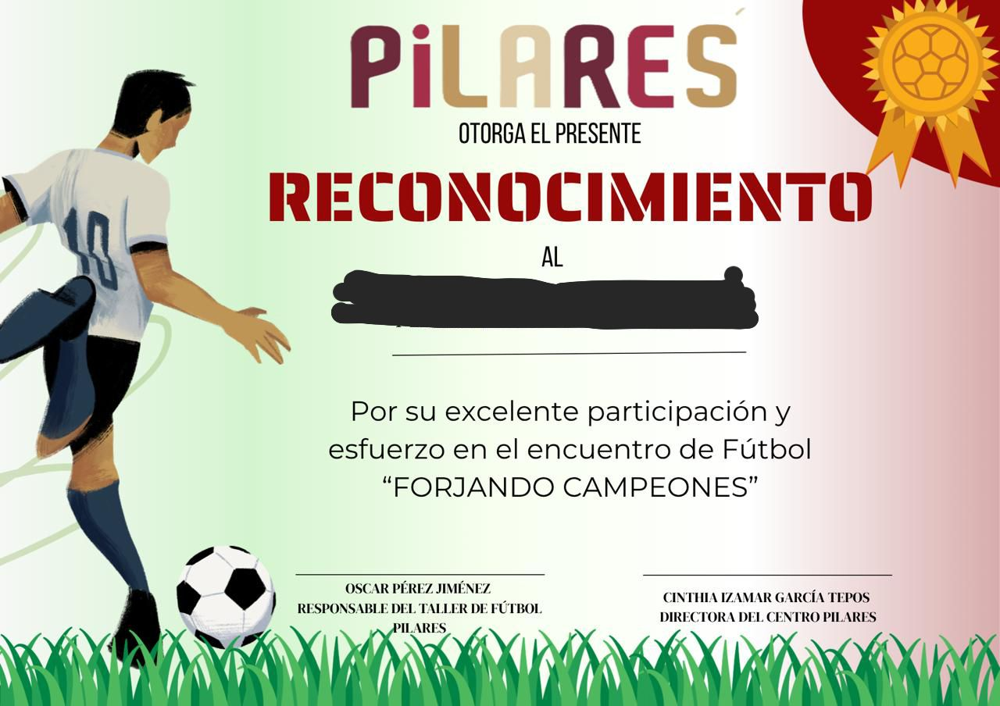 PiLARES
OTORGA EL PRESENTE
RECONOCIMIENTO
AL
Por su excelente participación y
esfuerzo en el encuentro de Fútbol
“FORJANDO CAMPEONES”
OSCAR PÉREZ JIMÉNEZ
RESPONSABLE DEL TALLER DE FÚTBOL
PILARES
CINTHIA IZAMAR GARCÍA TEPOS
DIRECTORA DEL CENTRO PILARES
10